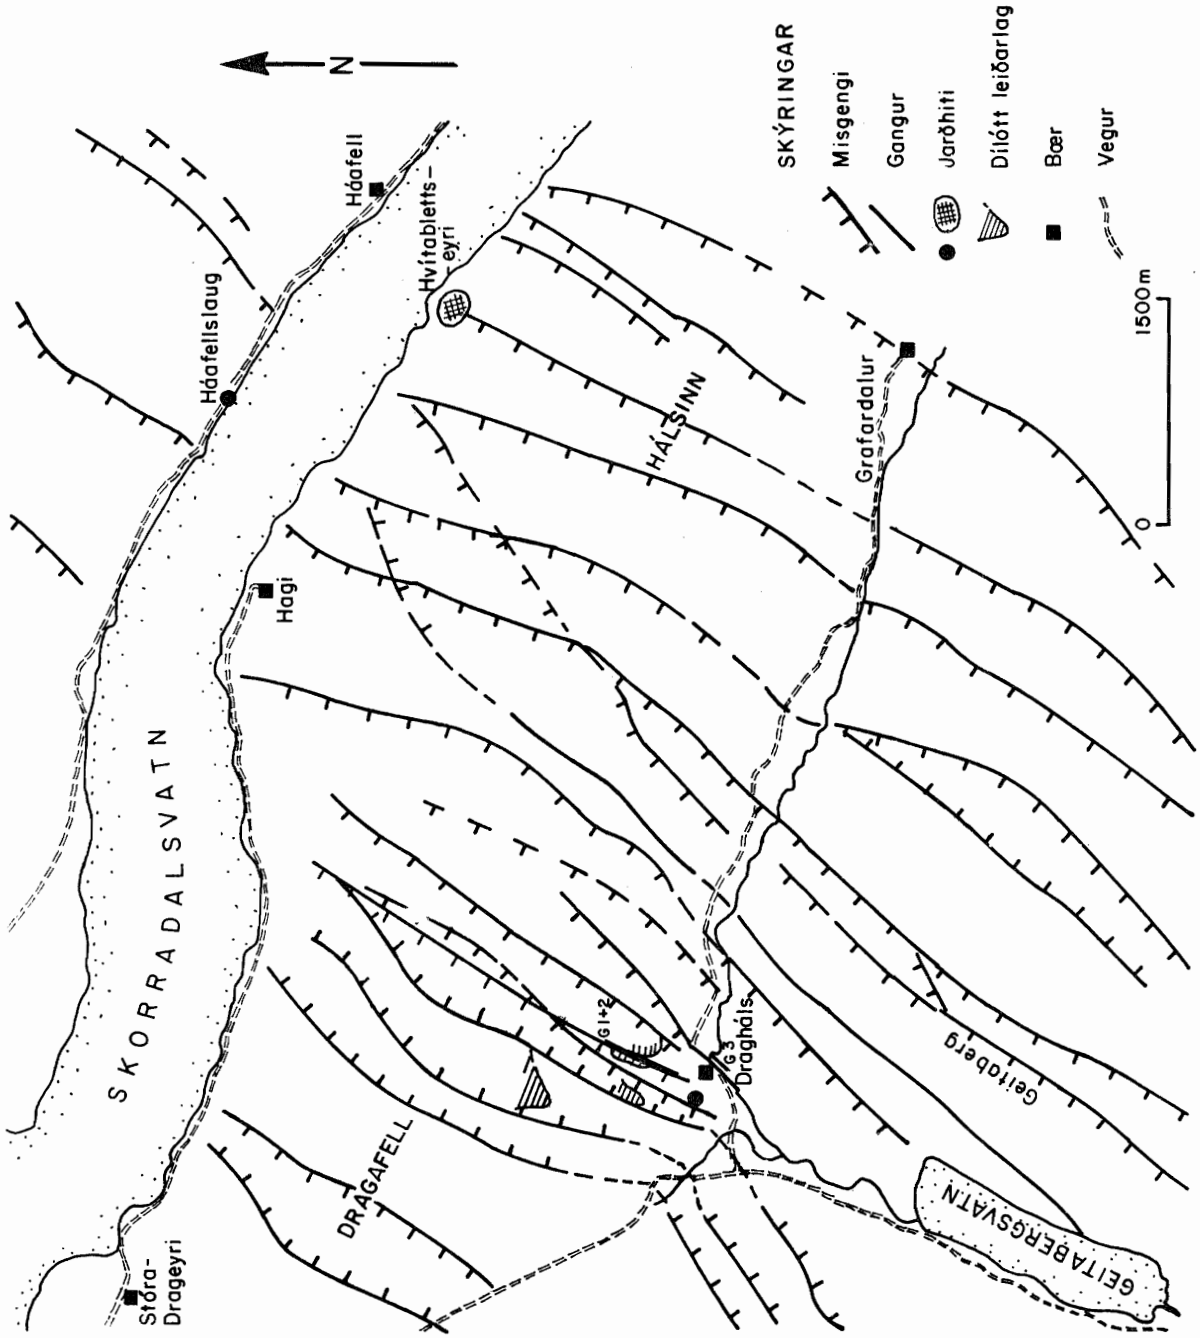 N
Háafell
Háafellslaug
Hvítabletts-
eyri
Hagi
SKORRADALSVATN
Stóra-
Drageyri
DRAGAFELL
HÁLSINN
Grafardalur
G1+2
G3
Dragháls
Geitaberg
GEITABERGSVATN
SKÝRINGAR
Misgengi
Gangur
Jarðhiti
Dílótt leiðarlag
Bær
Vegur
0 1500m